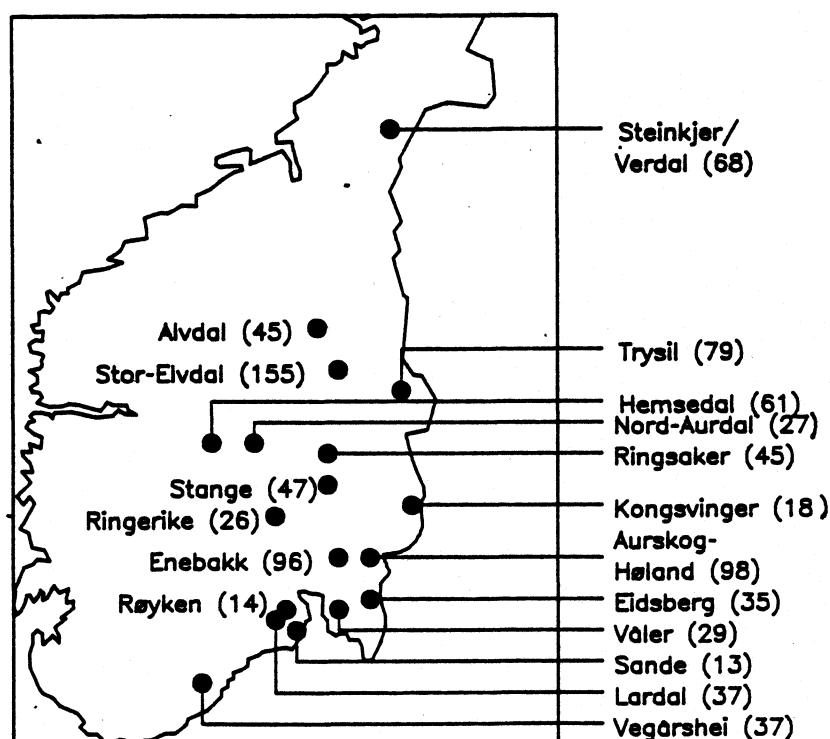 Steinkjer/
Verdal (68)
Alvdal (45)
Stor-Elvdal (155)
Trysil (79)
Hemsedal (61)
Nord-Aurdal (27)
Ringsaker (45)
Stange (47)
Ringerike (26)
Kongsvinger (18)
Enebakk (96)
Aurskog-
Høland (98)
Røyken (14)
Eidsberg (35)
Våler (29)
Sande (13)
Lardal (37)
Vegårshei (37)